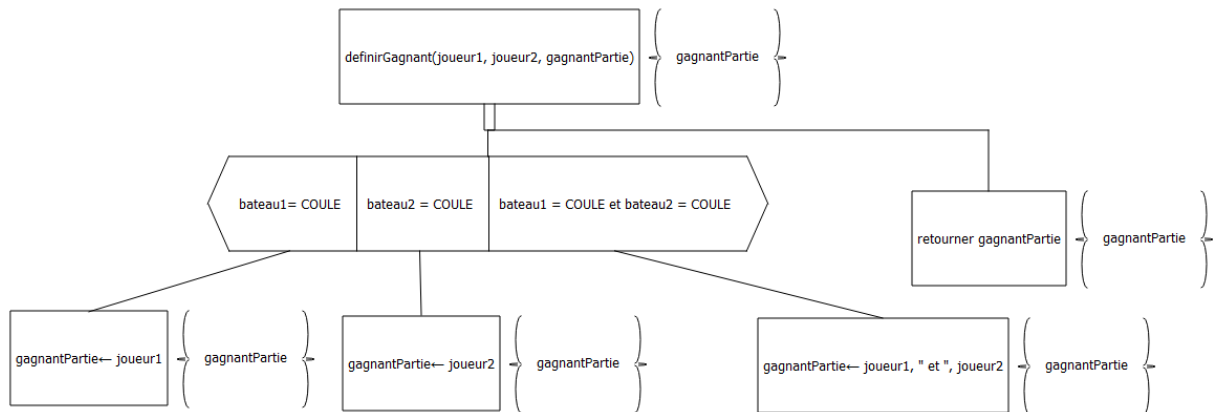 definirGagnant(joueur1, joueur2, gagnantPartie)
gagnantPartie
bateau1= COULE
bateau2 = COULE
bateau1 = COULE et bateau2 = COULE
retourner gagnantPartie
gagnantPartie
gagnantPartie← joueur1
gagnantPartie
gagnantPartie← joueur2
gagnantPartie
gagnantPartie← joueur1, " et ", joueur2
gagnantPartie